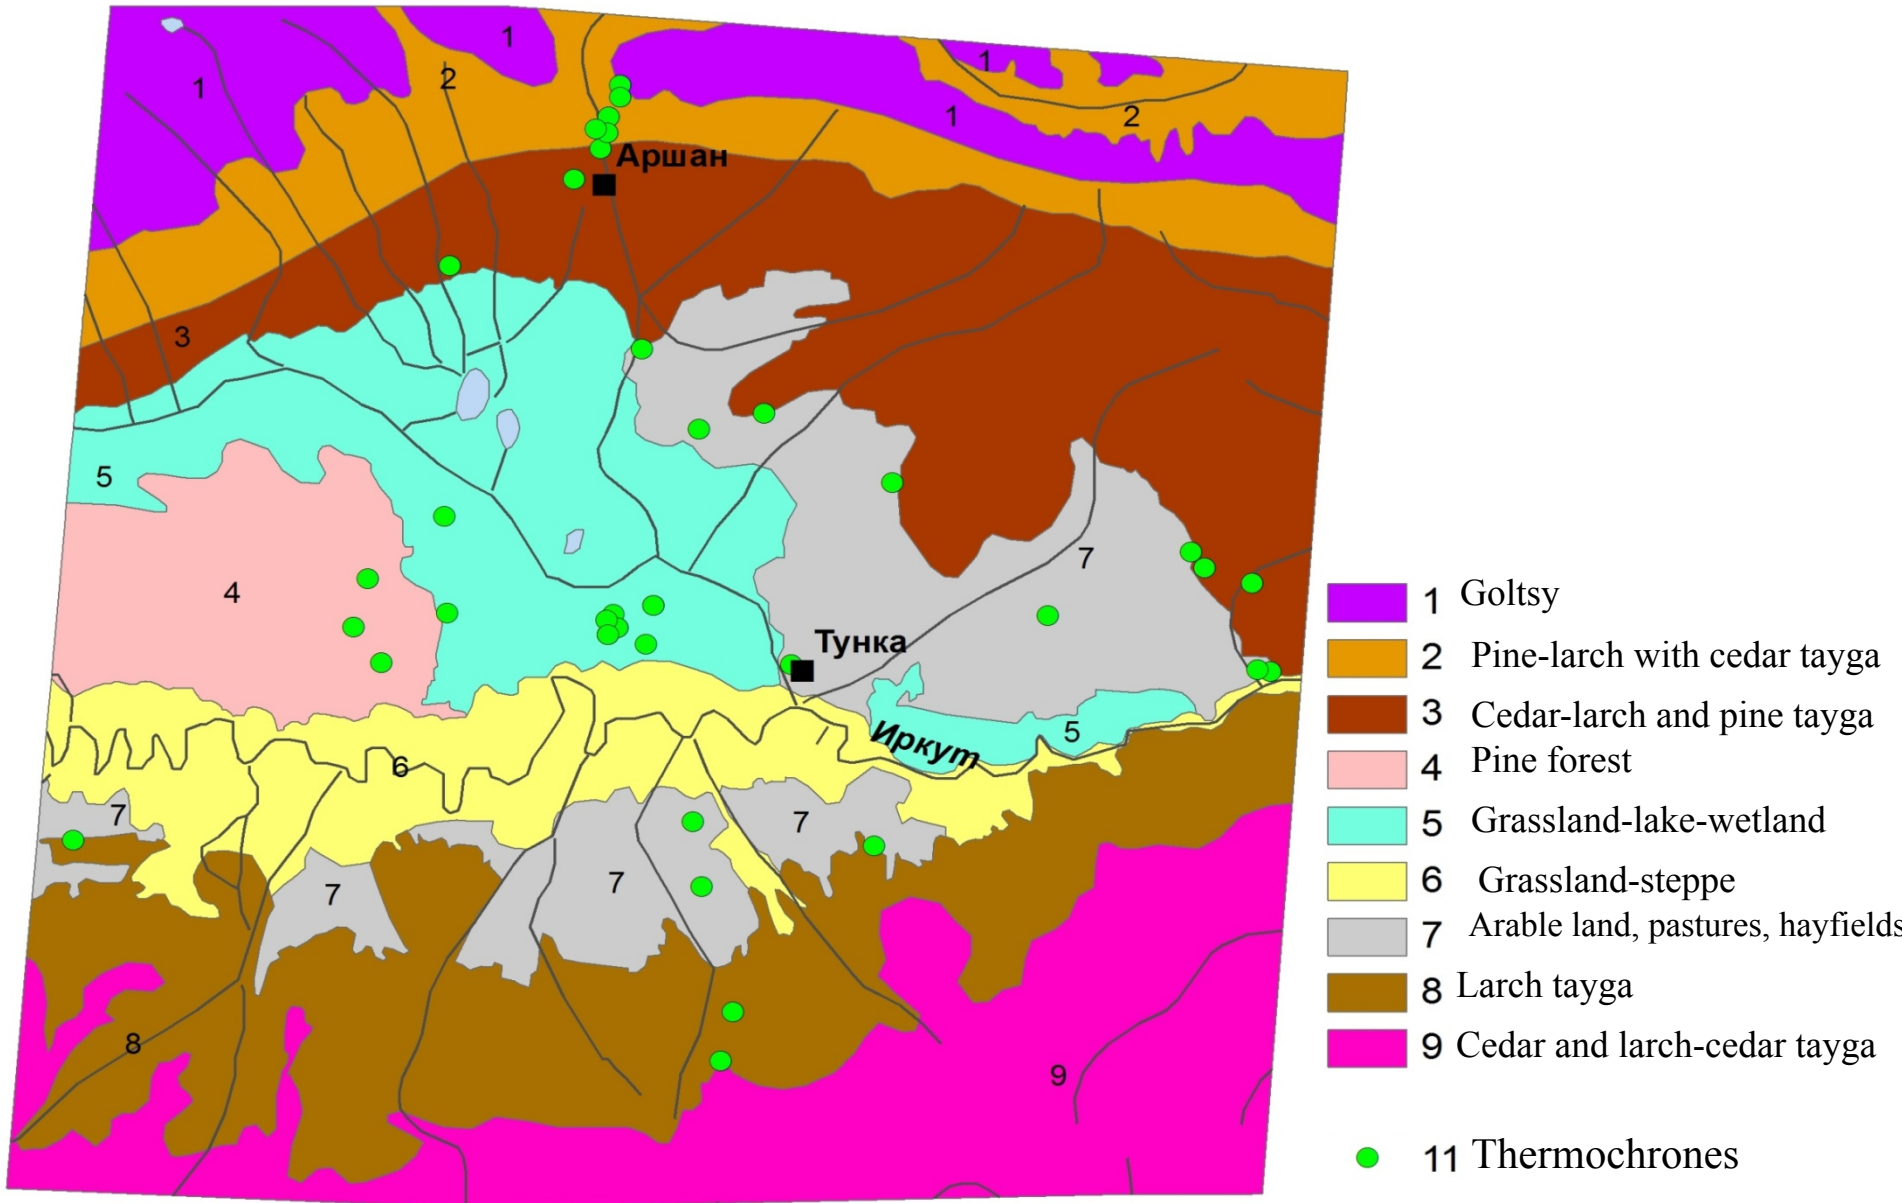 1
1
2
1
1
2
Аршан
3
5
7
4
Тунка
Иркут
5
6
7
7
7
7
8
9
1 Goltsy
2 Pine-larch with cedar tayga
3 Cedar-larch and pine tayga
4 Pine forest
5 Grassland-lake-wetland
6 Grassland-steppe
7 Arable land, pastures, hayfields
8 Larch tayga
9 Cedar and larch-cedar tayga
11 Thermochrones